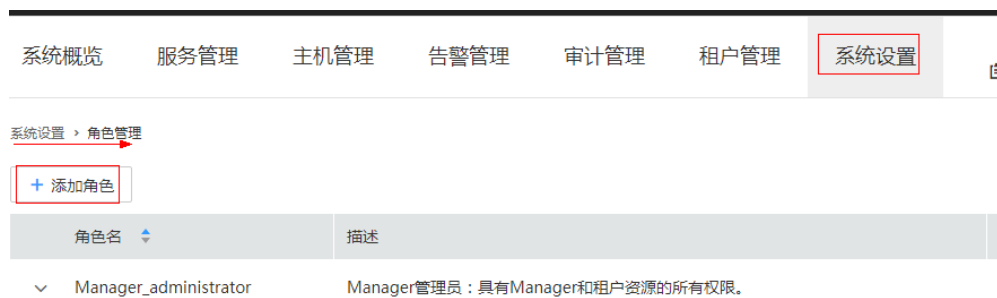 系统概览 服务管理 主机管理 告警管理 审计管理 租户管理 系统设置
系统设置 > 角色管理
+ 添加角色
角色名 描述
Manager_administrator Manager管理员：具有Manager和租户资源的所有权限。